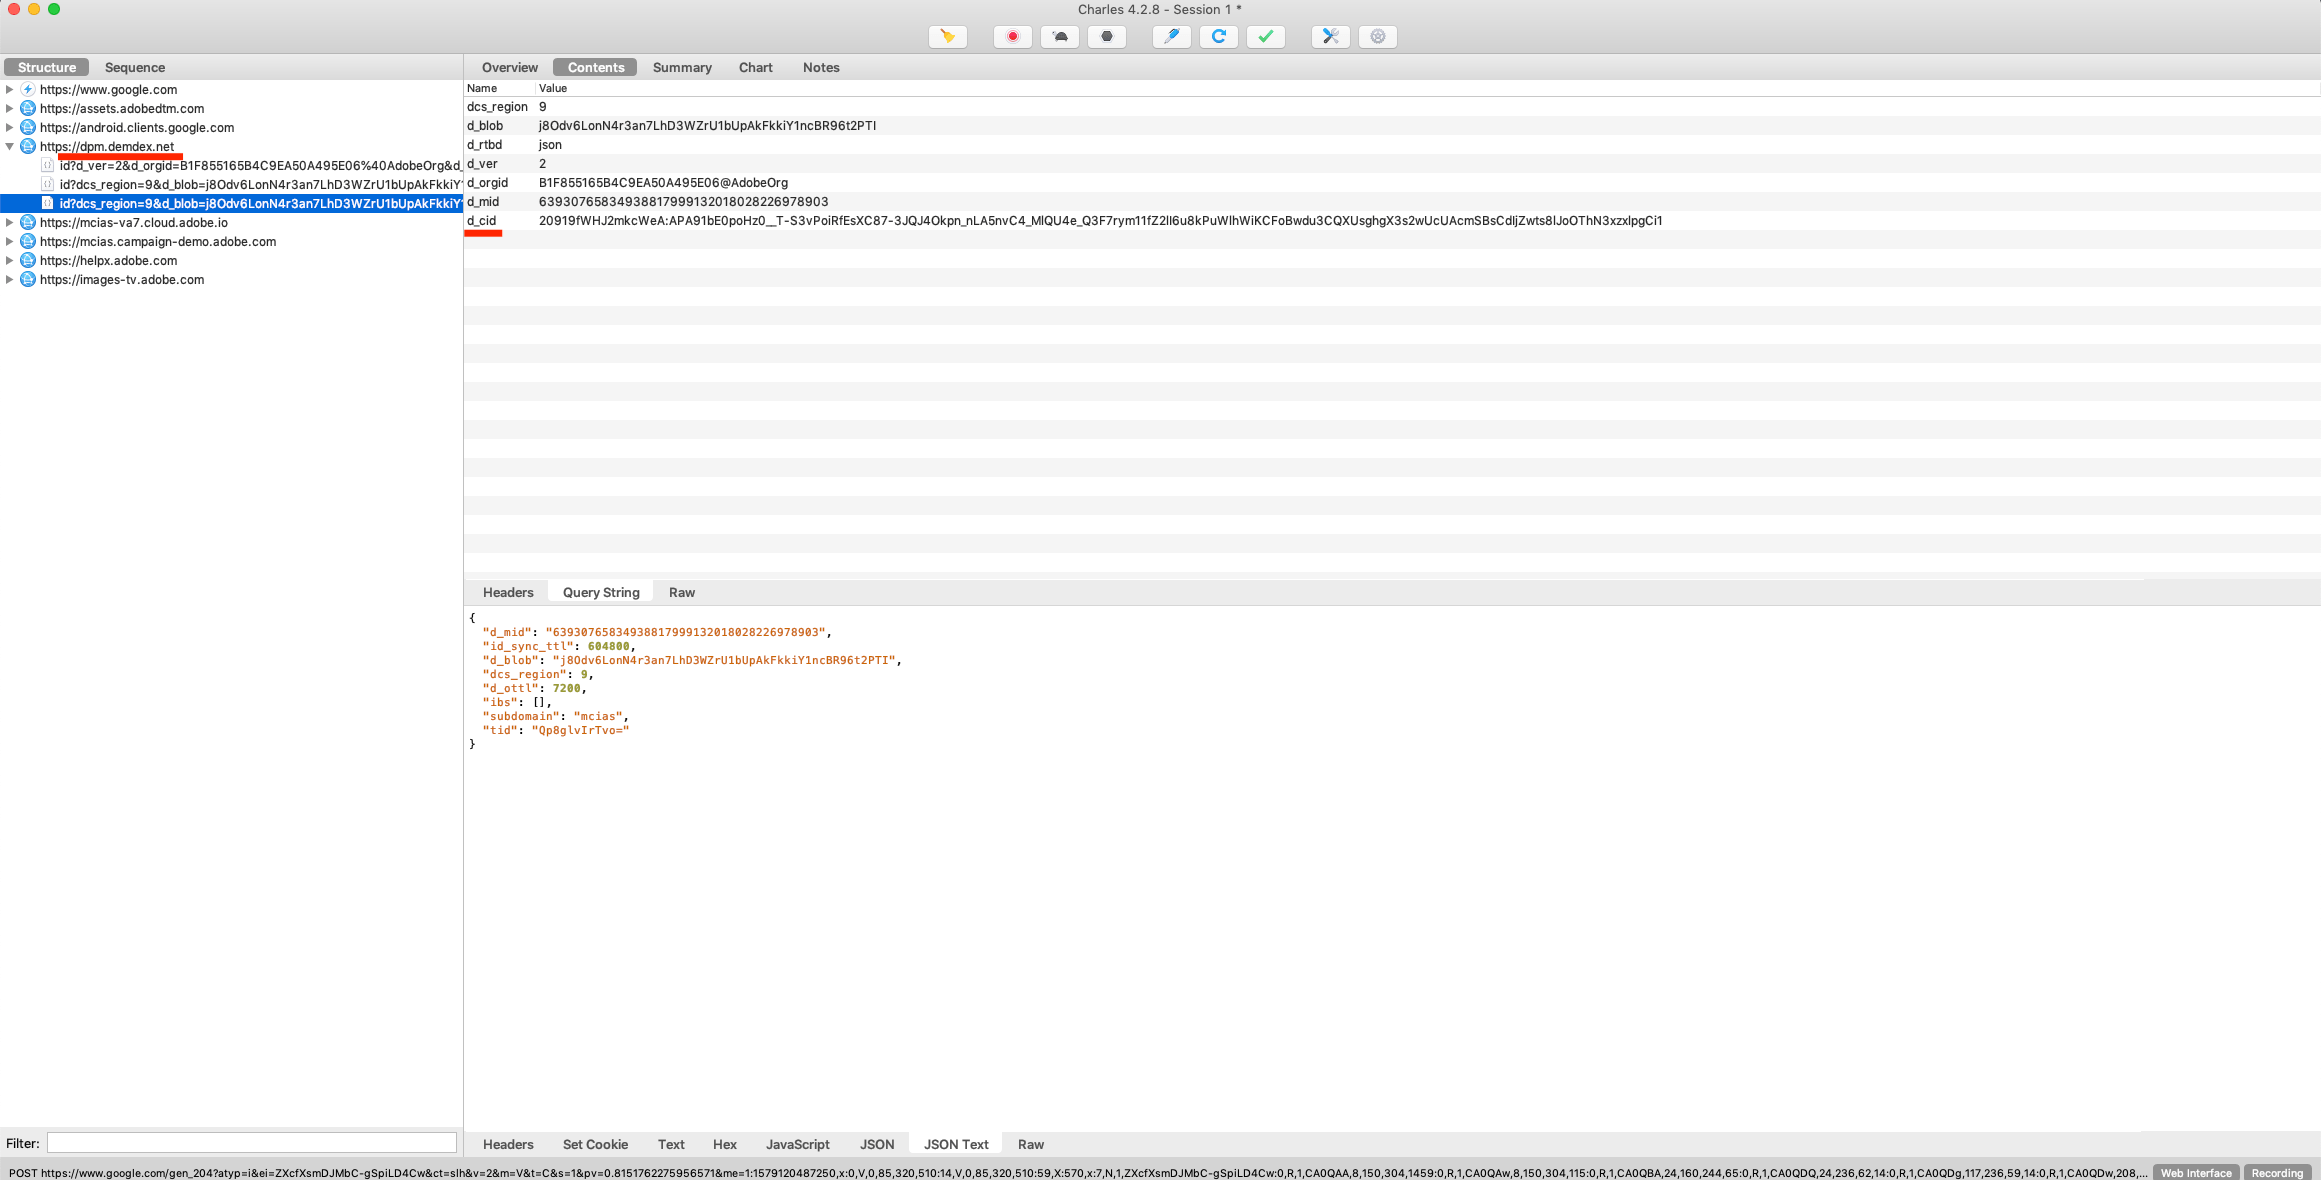 Charles 4.2.8 - Session 1 *
Structure Sequence
https://www.google.com
https://assets.adobedtm.com
https://android.clients.google.com
https://dpm.demdex.net
id?d_ver=2&d_orgid=B1F855165B4C9EA50A495E06%40AdobeOrg&d_
id?dcs_region=9&d_blob=j8Odv6LonN4r3an7LhD3WZrU1bUpAkFkkiY
id?dcs_region=9&d_blob=j8Odv6LonN4r3an7LhD3WZrU1bUpAkFkkiY
https://mcias-va7.cloud.adobe.io
https://mcias.campaign-demo.adobe.com
https://helpx.adobe.com
https://images-tv.adobe.com
Filter:
Overview Contents Summary Chart Notes
Name Value
dcs_region 9
d_blob j8Odv6LonN4r3an7LhD3WZrU1bUpAkFkkiY1ncBR96t2PTI
d_rtbd json
d_ver 2
d_orgid B1F855165B4C9EA50A495E06@AdobeOrg
d_mid 63930765834938817999132018028226978903
d_cid 20919fWHJ2mkcWeA:APA91bE0poHz0__T-S3vPoiRfEsXC87-3JQJ4Okpn_nLA5nvC4_MlQU4e_Q3F7rym11fZ2lI6u8kPuWIhWiKCFoBwdu3CQXUsghgX3s2wUcUAcmSBsCdIjZwts8lJoOThN3xzxlpgCi1
Headers Query String Raw
{
"d_mid": "63930765834938817999132018028226978903",
"id_sync_ttl": 604800,
"d_blob": "j8Odv6LonN4r3an7LhD3WZrU1bUpAkFkkiY1ncBR96t2PTI",
"dcs_region": 9,
"d_ottl": 7200,
"ibs": [],
"subdomain": "mcias",
"tid": "Qp8glvIrTvo="
}
Headers Set Cookie Text Hex JavaScript JSON JSON Text Raw
POST https://www.google.com/gen_204?atyp=i&ei=ZXcfXsmDJMbC-gSpiLD4Cw&ct=slh&v=2&m=V&t=C&s=1&pv=0.8151762275956571&me=1:1579120487250,x:0,V,0,85,320,510:14,V,0,85,320,510:59,X:570,x:7,N,1,ZXcfXsmDJMbC-gSpiLD4Cw:0,R,1,CA0QAA,8,150,304,1459:0,R,1,CA0QAw,8,150,304,115:0,R,1,CA0QBA,24,160,244,65:0,R,1,CA0QDQ,24,236,62,14:0,R,1,CA0QDg,117,236,59,14:0,R,1,CA0QDw,208,... Web Interface Recording